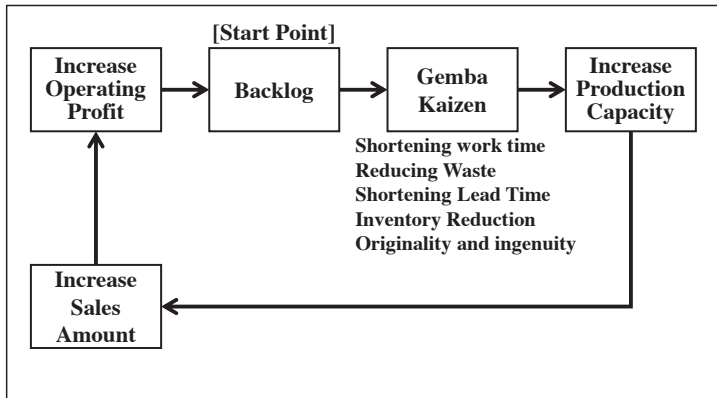 [Start Point]
Increase
Operating
Profit
Backlog
Gemba
Kaizen
Increase
Production
Capacity
Shortening work time
Reducing Waste
Shortening Lead Time
Inventory Reduction
Originality and ingenuity
Increase
Sales
Amount